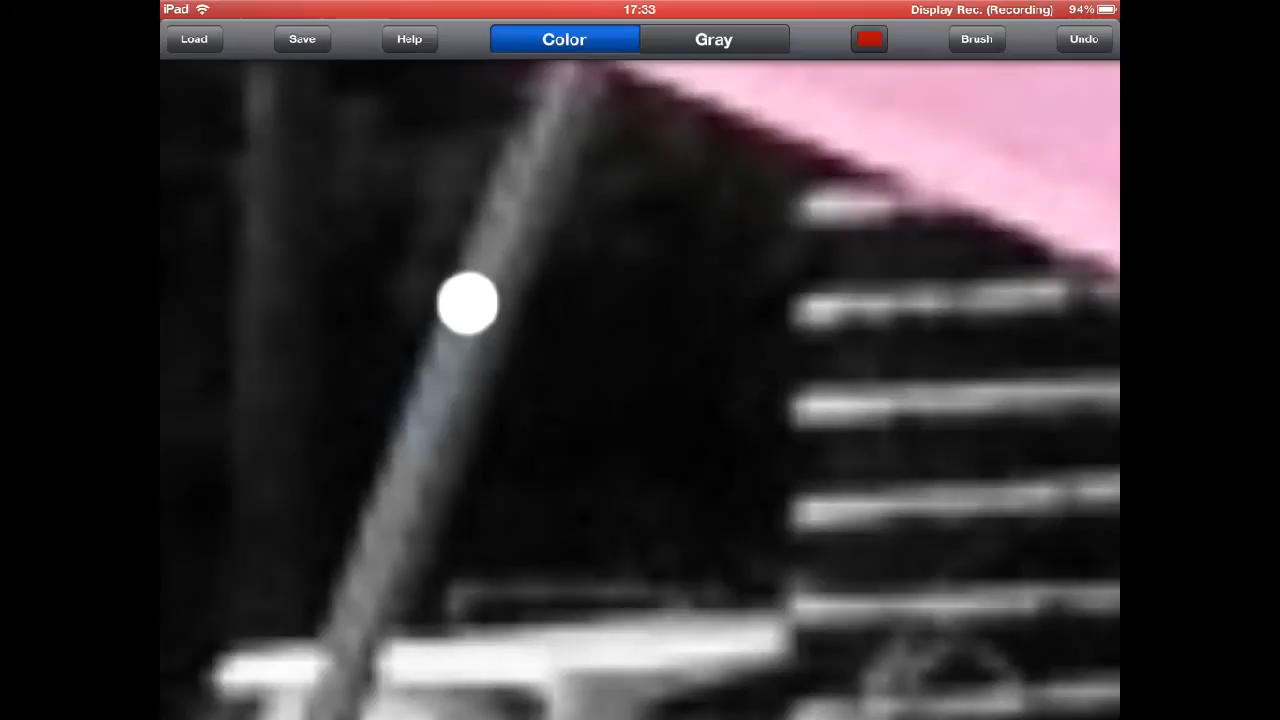 iPad 17:33 Display Rec. (Recording) 94%
Load Save Help Color Gray Brush Undo